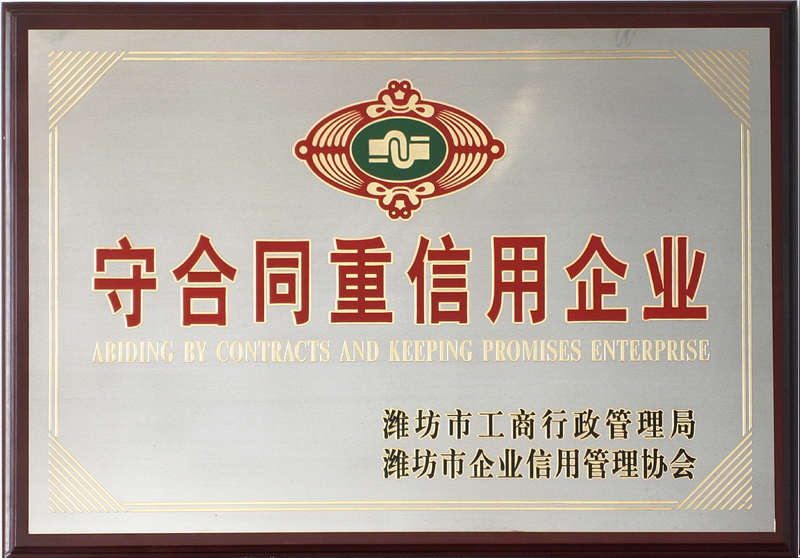 守合同重信用企业
ABIDING BY CONTRACTS AND KEEPING PROMISES ENTERPRISE
潍坊市工商行政管理局
潍坊市企业信用管理协会